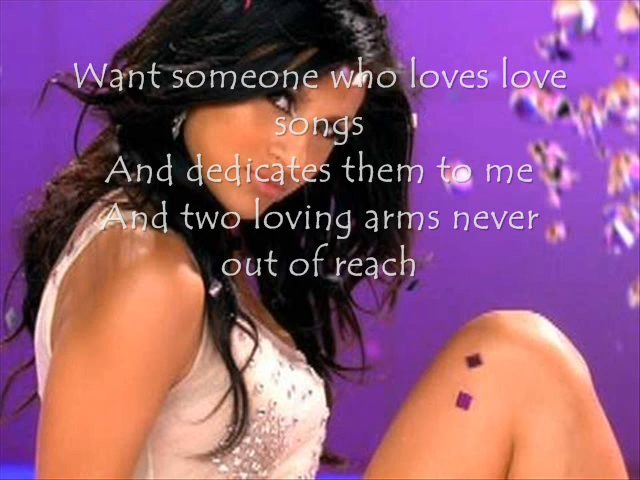 Want someone who loves love
songs
And dedicates them to me
And two loving arms never
out of reach